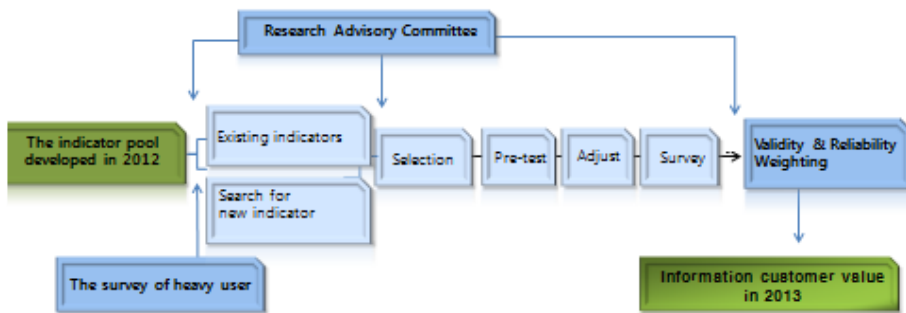 Research Advisory Committee
The indicator pool
developed in 2012
Existing indicators
Search for
new indicator
Selection
Pre-test
Adjust
Survey
Validity & Reliability
Weighting
The survey of heavy user
Information customer value
in 2013